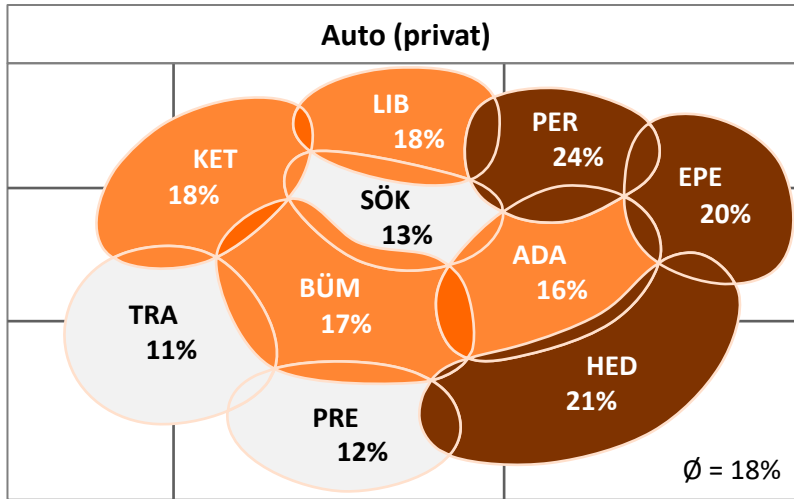 Auto (privat)
LIB
18%
PER
24%
KET
18%
EPE
20%
SÖK
13%
ADA
16%
BÜM
17%
TRA
11%
HED
21%
PRE
12%
Ø = 18%